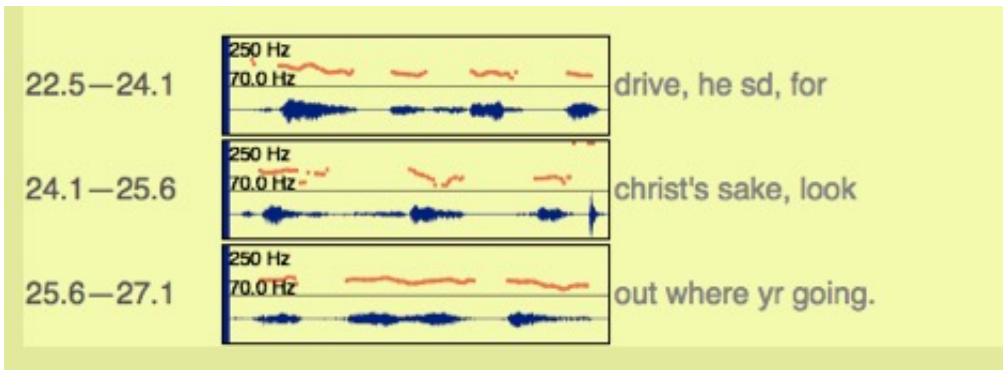 250 Hz
22.5—24.1 70.0 Hz drive, he sd, for
250 Hz
24.1—25.6 70.0 Hz christ's sake, look
250 Hz
25.6—27.1 70.0 Hz out where yr going.